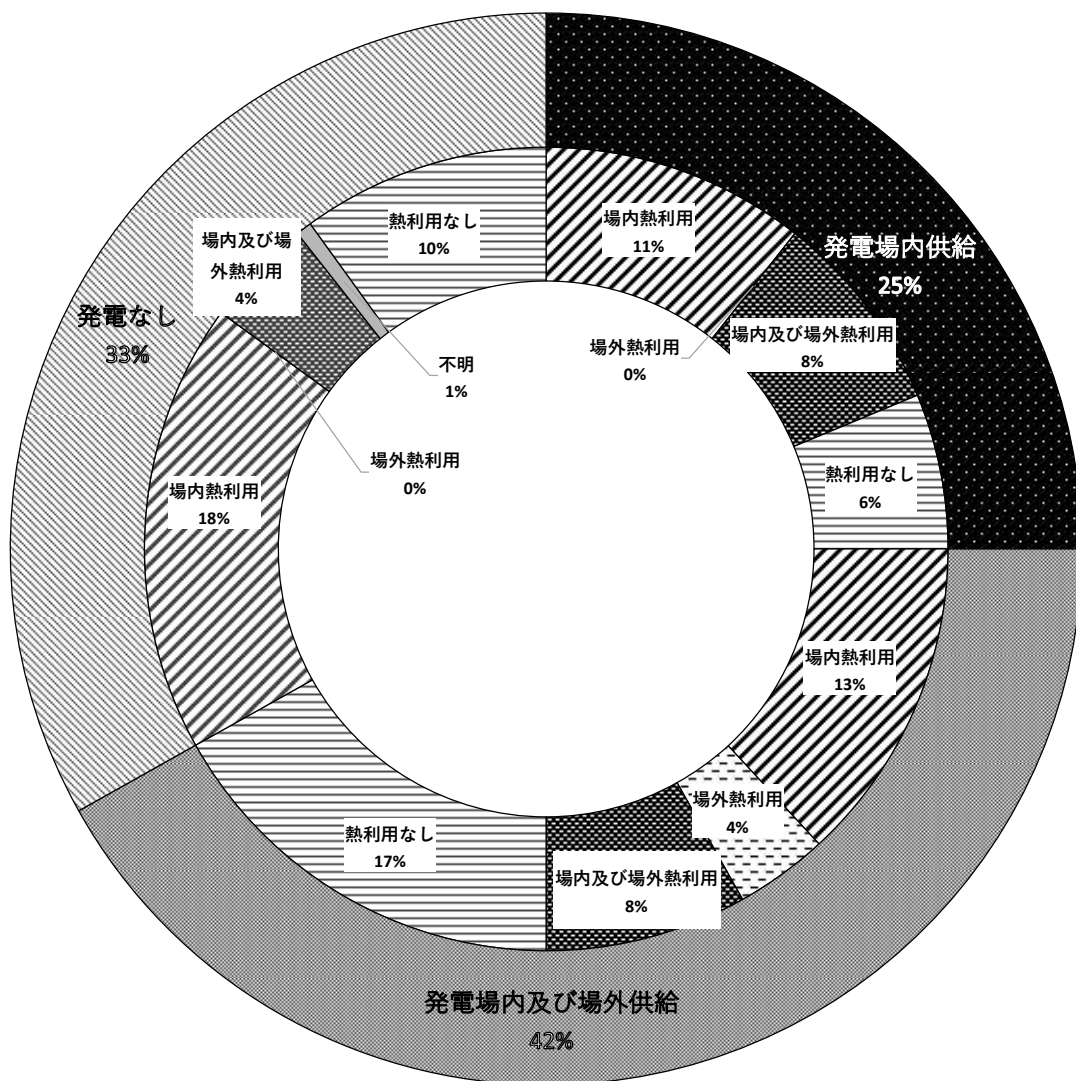 熱利用なし
10%
場内熱利用
11%
場内及び場
外熱利用
4%
発電場内供給
25%
発電なし
33%
場外熱利用
0%
場内及び場外熱利用
8%
不明
1%
場外熱利用
0%
熱利用なし
6%
場内熱利用
18%
場内熱利用
13%
場外熱利用
4%
熱利用なし
17%
場内及び場外熱利用
8%
発電場内及び場外供給
42%